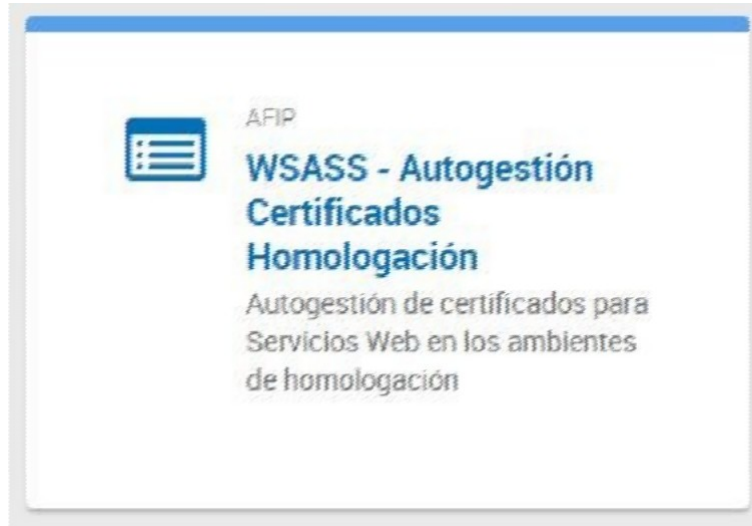 AFIP
WSASS - Autogestión
Certificados
Homologación
Autogestión de certificados para
Servicios Web en los ambientes
de homologación